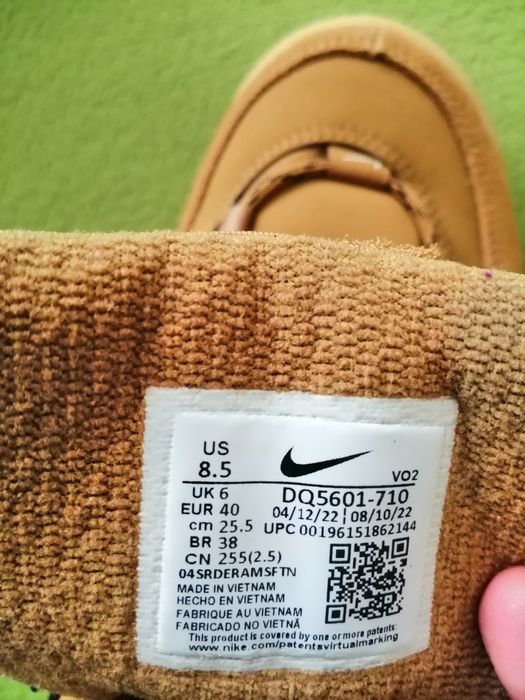 US
8.5
VO2
UK 6
DQ5601-710
EUR 40
04/12/22 | 08/10/22
cm 25.5
UPC 00196151862144
BR 38
CN 255(2.5)
04SRDERAMSFTN
MADE IN VIETNAM
HECHO EN VIETNAM
FABRIQUE AU VIETNAM
FABRICADO NO VIETNÃ
This product is covered by one or more patents:
www.nike.com/patentsvirtualmarking